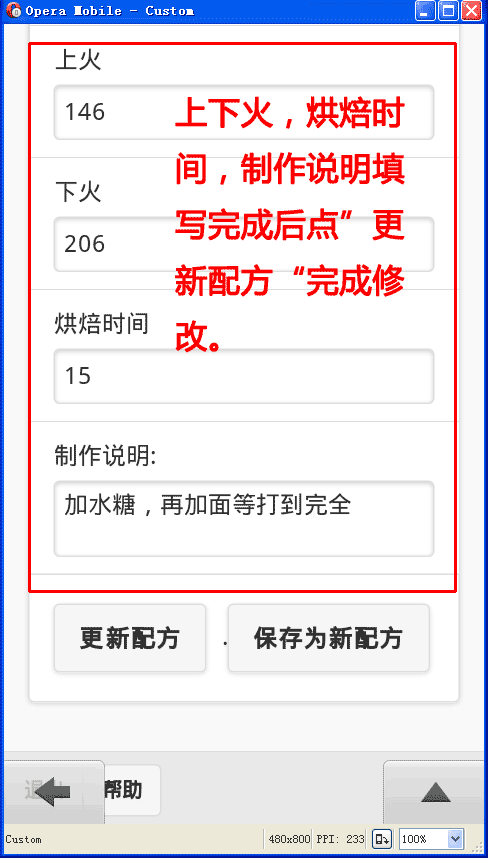 Opera Mobile - Custom
上火
146
上下火，烘焙时
间，制作说明填
写完成后点”更
新配方“完成修
改。
下火
206
烘焙时间
15
制作说明:
加水糖，再加面等打到完全
更新配方
.
保存为新配方
帮助
Custom
480x800 PPI: 233
100%